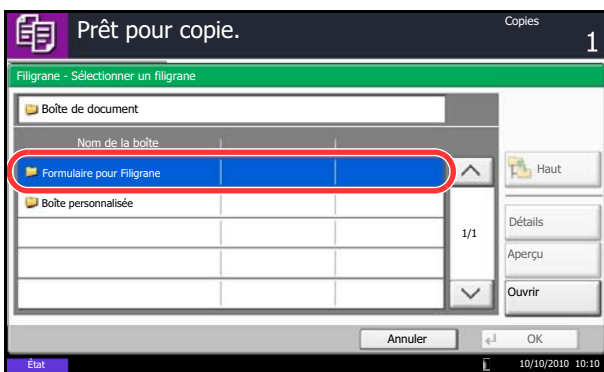 Prêt pour copie.
Copies
1
Filigrane - Sélectionner un filigrane
Boîte de document
Nom de la boîte
Formulaire pour Filigrane
Boîte personnalisée
1/1
Haut
Détails
Aperçu
Ouvrir
Annuler
OK
État
10/10/2010 10:10